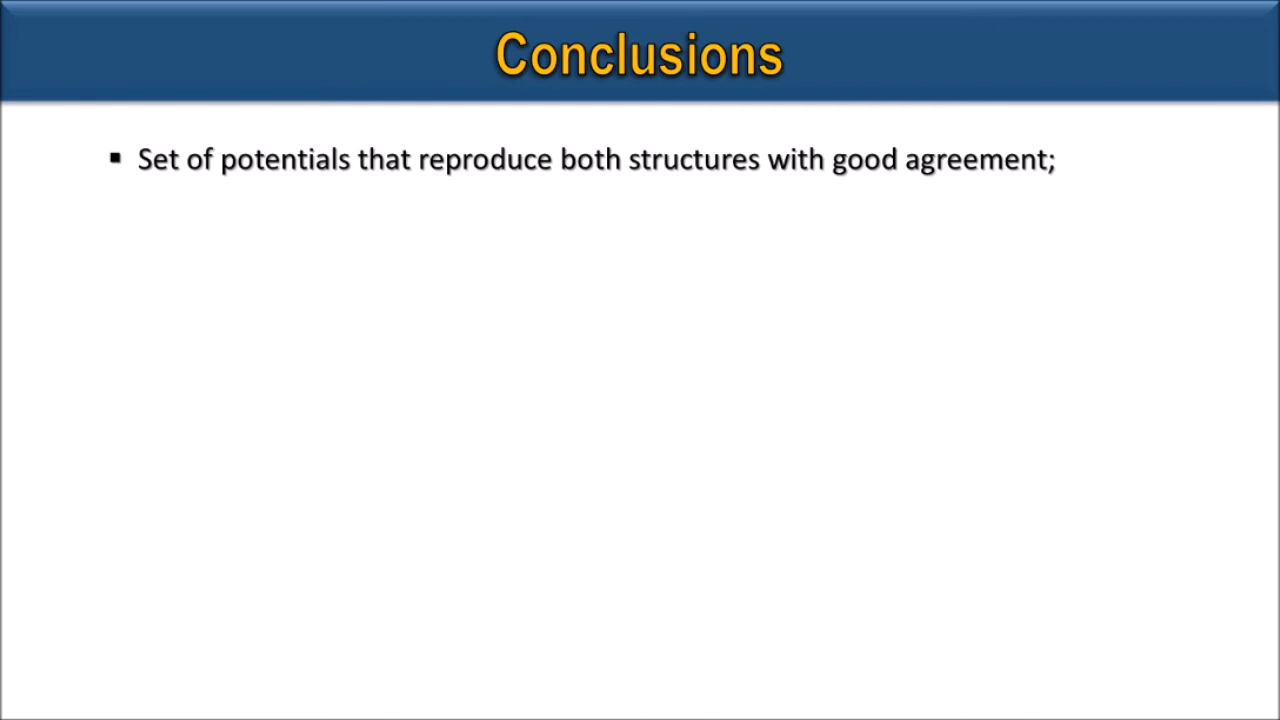 Conclusions
▪ Set of potentials that reproduce both structures with good agreement;